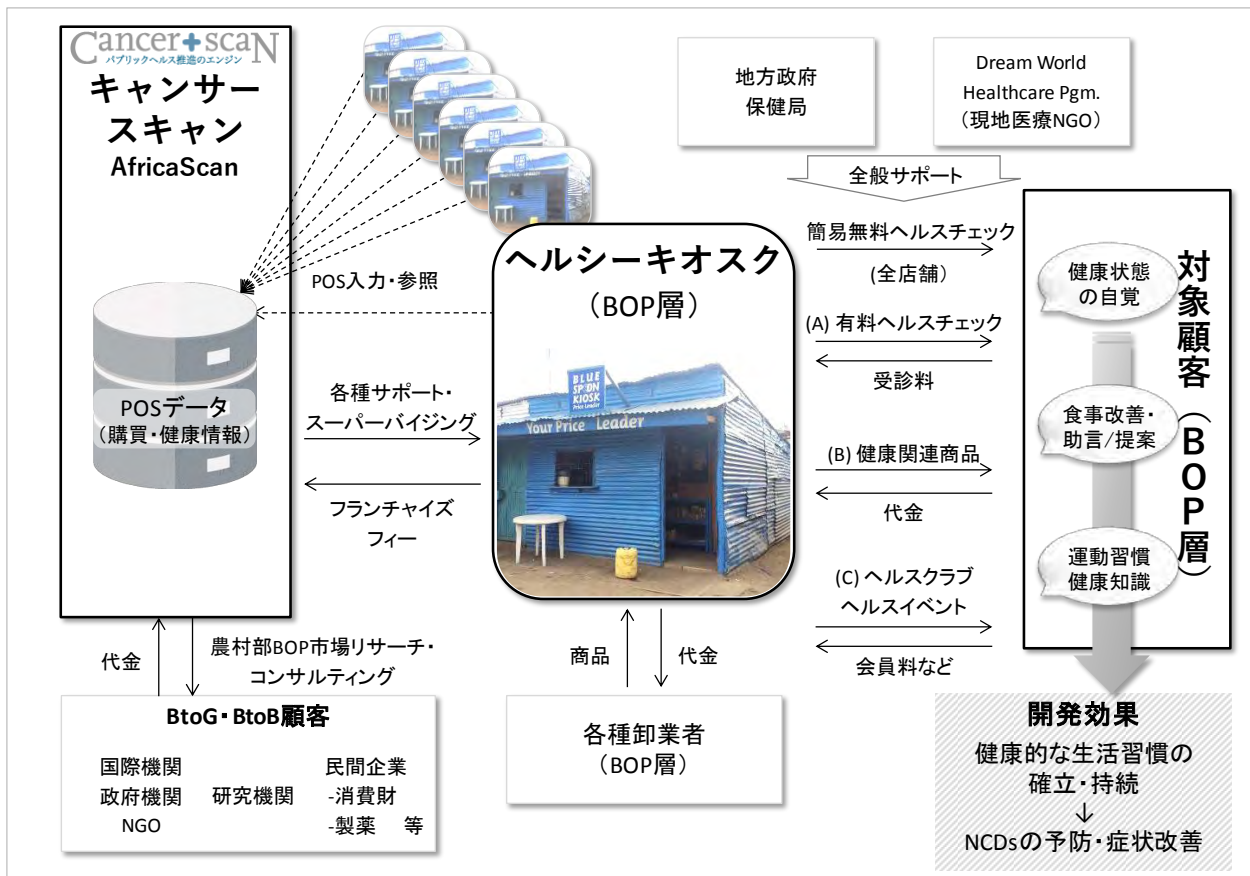 Cancer+scaN
パブリックヘルス推進のエンジン
キャンサー
スキャン
AfricaScan
POSデータ
(購買・健康情報)
POS入力・参照
各種サポート・
スーパーバイジング
フランチャイズ
フィー
ヘルシーキオスク
(BOP層)
BLUE
SPOON
KIOSK
Price Leader
Your Price Leader
地方政府
保健局
Dream World
Healthcare Pgm.
(現地医療NGO)
全般サポート
簡易無料ヘルスチェック
(全店舗)
(A) 有料ヘルスチェック
受診料
(B) 健康関連商品
代金
(C) ヘルスクラブ
ヘルスイベント
会員料など
対象顧客(BOP層)
健康状態
の自覚
食事改善・
助言/提案
運動習慣
健康知識
代金
農村部BOP市場リサーチ・
コンサルティング
商品
代金
BtoG・BtoB顧客
国際機関
政府機関
NGO
研究機関
民間企業
-消費財
-製薬 等
各種卸業者
(BOP層)
開発効果
健康的な生活習慣の
確立・持続
↓
NCDsの予防・症状改善